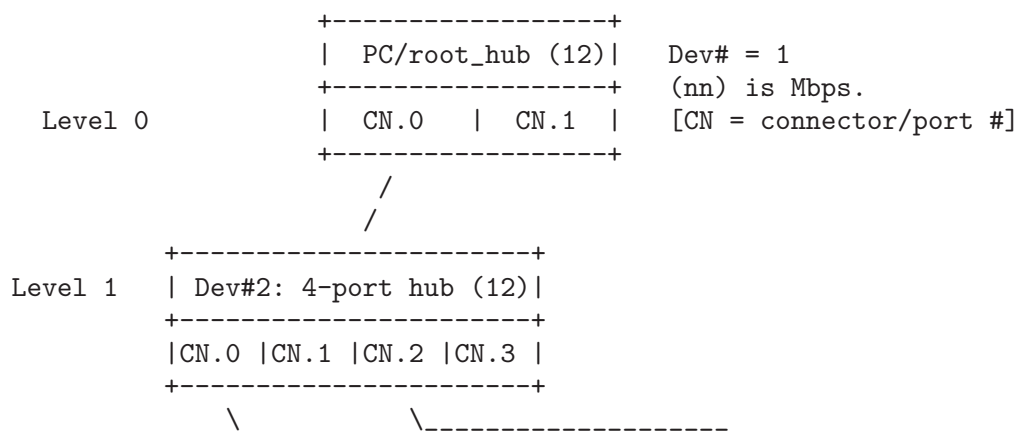 PC/root_hub (12) Dev# = 1
(nn) is Mbps.
Level 0 CN.0 | CN.1 [CN = connector/port #]
Level 1 Dev#2: 4-port hub (12)
CN.0 |CN.1 |CN.2 |CN.3